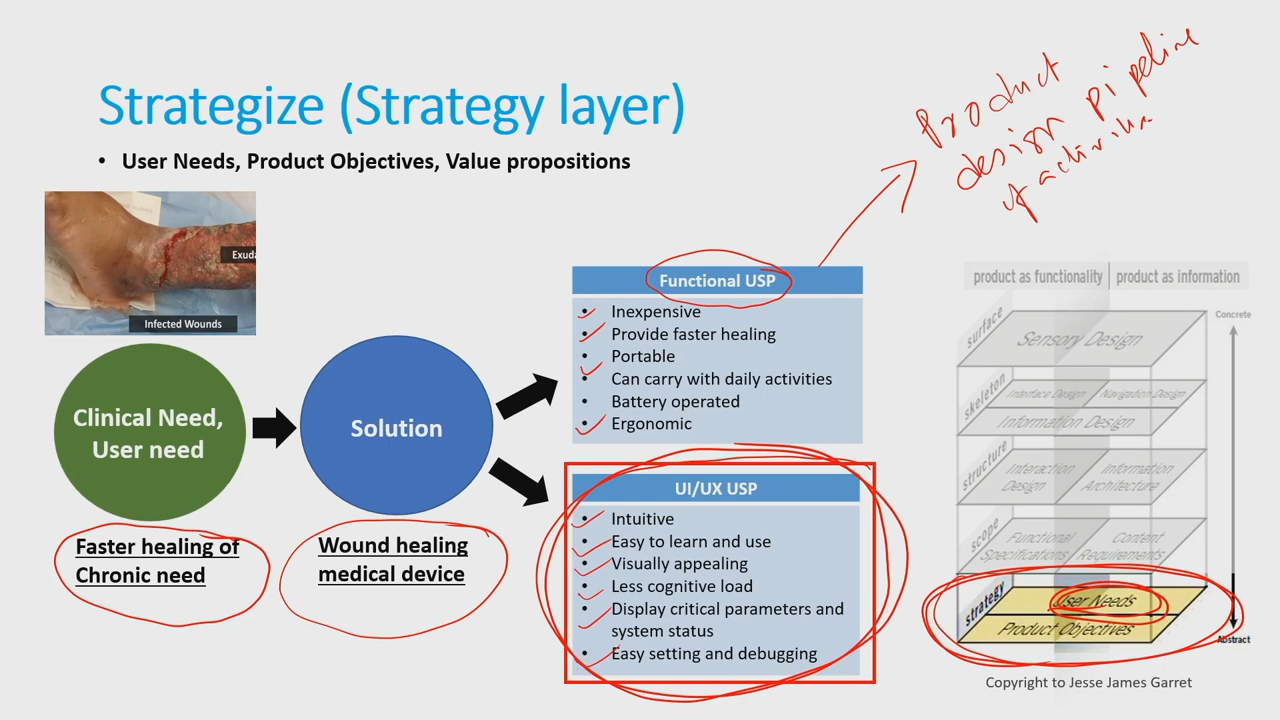 Strategize (Strategy layer)
• User Needs, Product Objectives, Value propositions
Product
design pipeline
of
Exuda
Infected Wounds
Clinical Need,
User need
Faster healing of
Chronic need
Solution
Wound healing
medical device
Functional USP
• Inexpensive
• Provide faster healing
• Portable
• Can carry with daily activities
• Battery operated
• Ergonomic
UI/UX USP
• Intuitive
• Easy to learn and use
• Visually appealing
• Less cognitive load
• Display critical parameters and
system status
• Easy setting and debugging
product as functionality
product as information
Concrete
surface
Sensory Design
skeleton
Interface Design
Navigation Design
Information Design
structure
Interaction
Design
Information
Architecture
scope
Functional
Specifications
Content
Requirements
strategy
User Needs
Product Objectives
Abstract
Copyright to Jesse James Garret